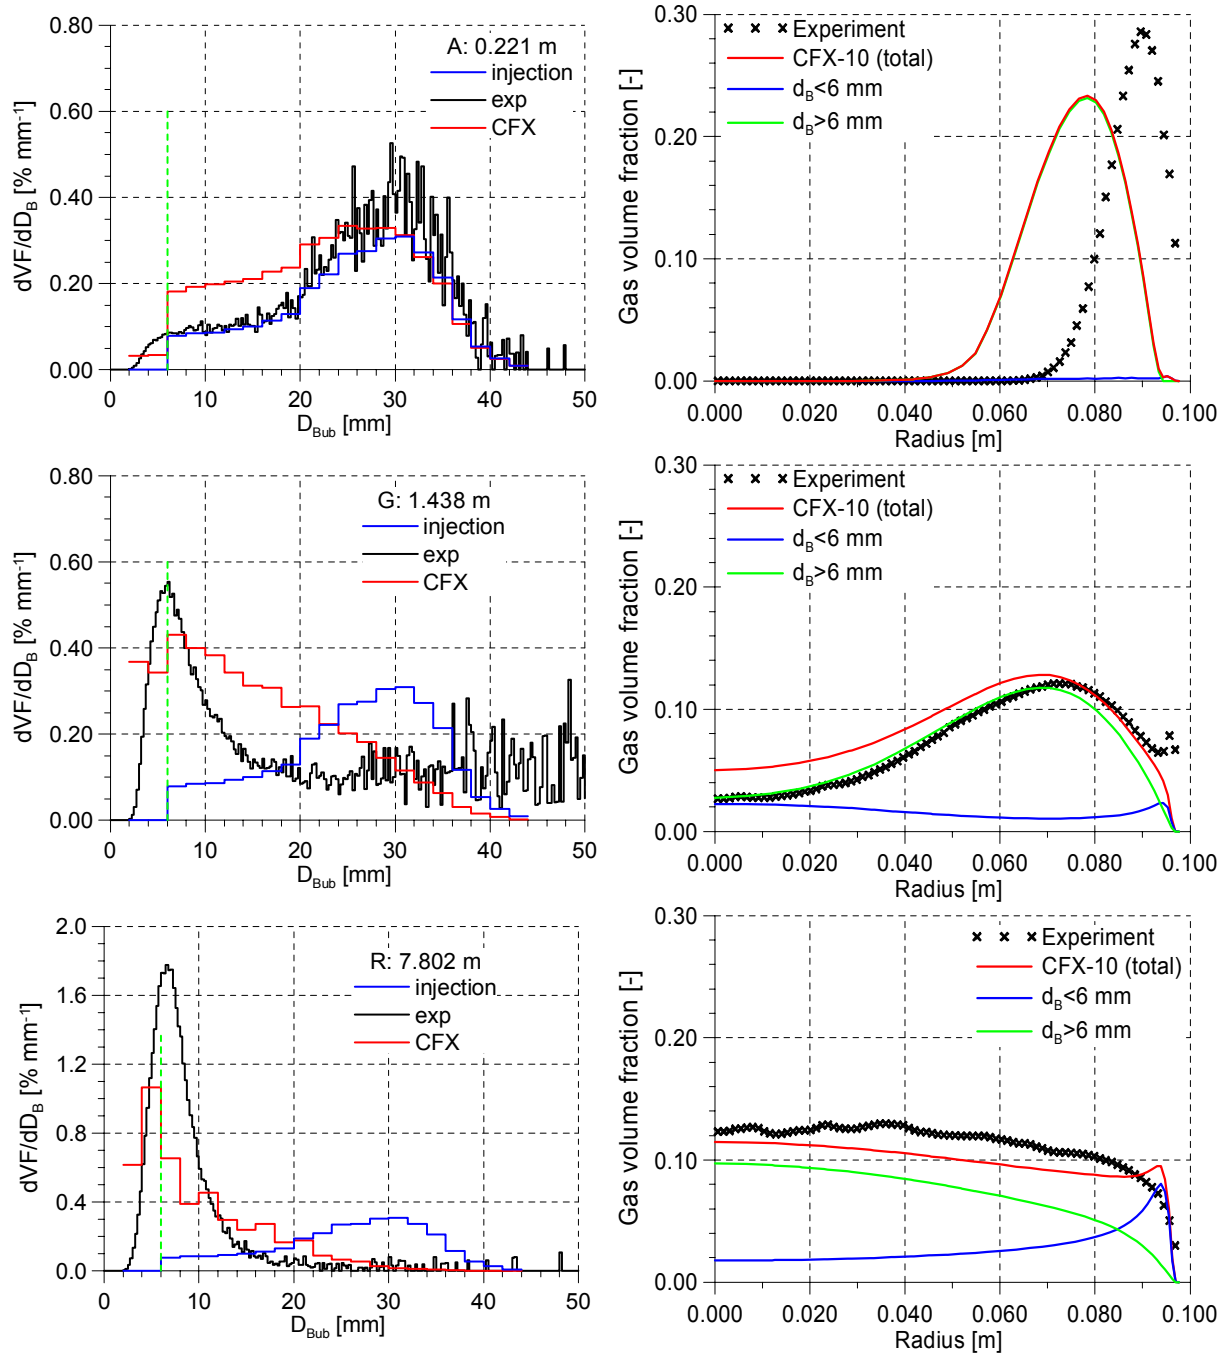 0.80
0.60
0.40
0.20
0.00
dVF/dD_B [% mm⁻¹]
A: 0.221 m
injection
exp
CFX
0 10 20 30 40 50
D_Bub [mm]
0.30
0.20
0.10
0.00
Gas volume fraction [-]
Experiment
CFX-10 (total)
d_B<6 mm
d_B>6 mm
0.000 0.020 0.040 0.060 0.080 0.100
Radius [m]
0.80
0.60
0.40
0.20
0.00
dVF/dD_B [% mm⁻¹]
G: 1.438 m
injection
exp
CFX
0 10 20 30 40 50
D_Bub [mm]
0.30
0.20
0.10
0.00
Gas volume fraction [-]
Experiment
CFX-10 (total)
d_B<6 mm
d_B>6 mm
0.000 0.020 0.040 0.060 0.080 0.100
Radius [m]
2.0
1.6
1.2
0.8
0.4
0.0
dVF/dD_B [% mm⁻¹]
R: 7.802 m
injection
exp
CFX
0 10 20 30 40 50
D_Bub [mm]
0.30
0.20
0.10
0.00
Gas volume fraction [-]
Experiment
CFX-10 (total)
d_B<6 mm
d_B>6 mm
0.000 0.020 0.040 0.060 0.080 0.100
Radius [m]